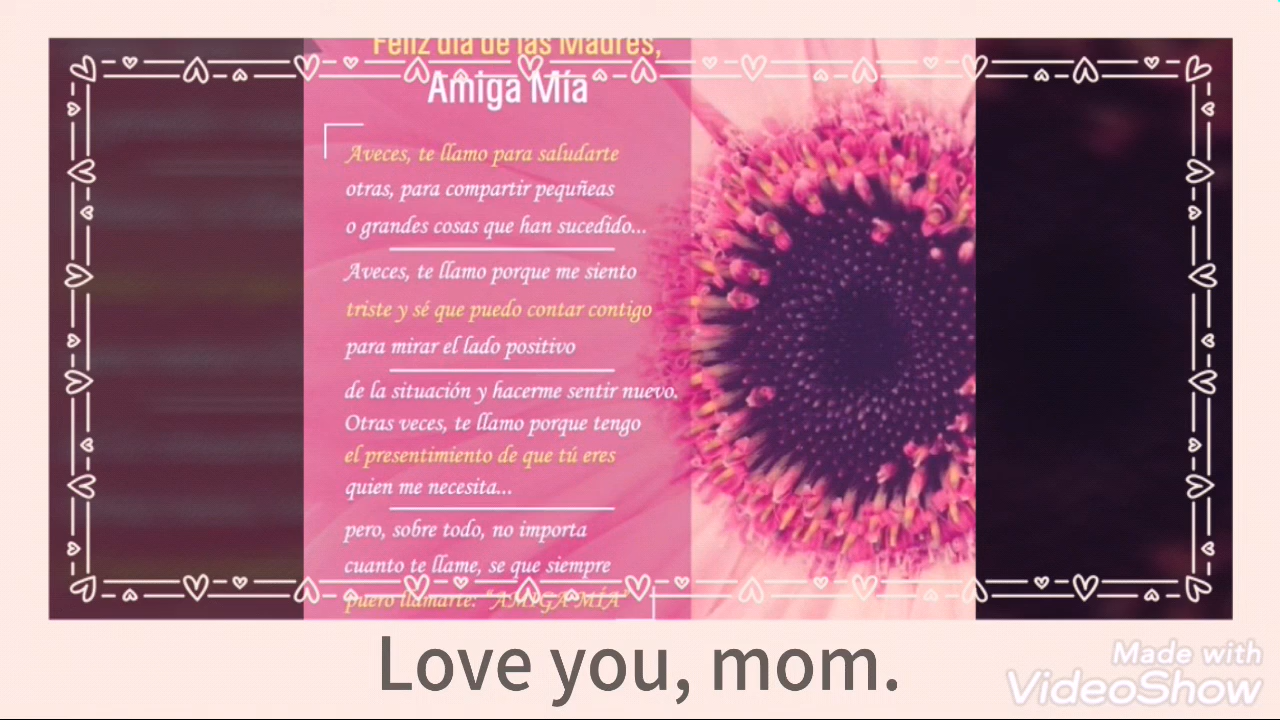 Feliz día de las Madres,
Amiga Mía
Aveces, te llamo para saludarte
otras, para compartir pequñeas
o grandes cosas que han sucedido...
Aveces, te llamo porque me siento
triste y sé que puedo contar contigo
para mirar el lado positivo
de la situación y hacerme sentir nuevo.
Otras veces, te llamo porque tengo
el presentimiento de que tú eres
quien me necesita...
pero, sobre todo, no importa
cuanto te llame, se que siempre
puero llamarte: "AMIGA MÍA"
Love you, mom.
Made with
VideoShow